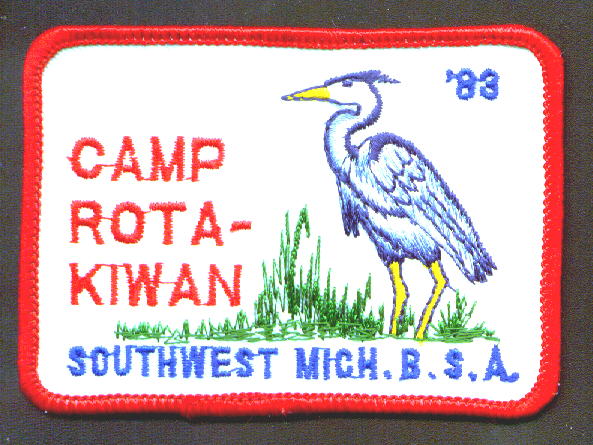 '83
CAMP
ROTA-
KIWAN
SOUTHWEST MICH. B. S. A.